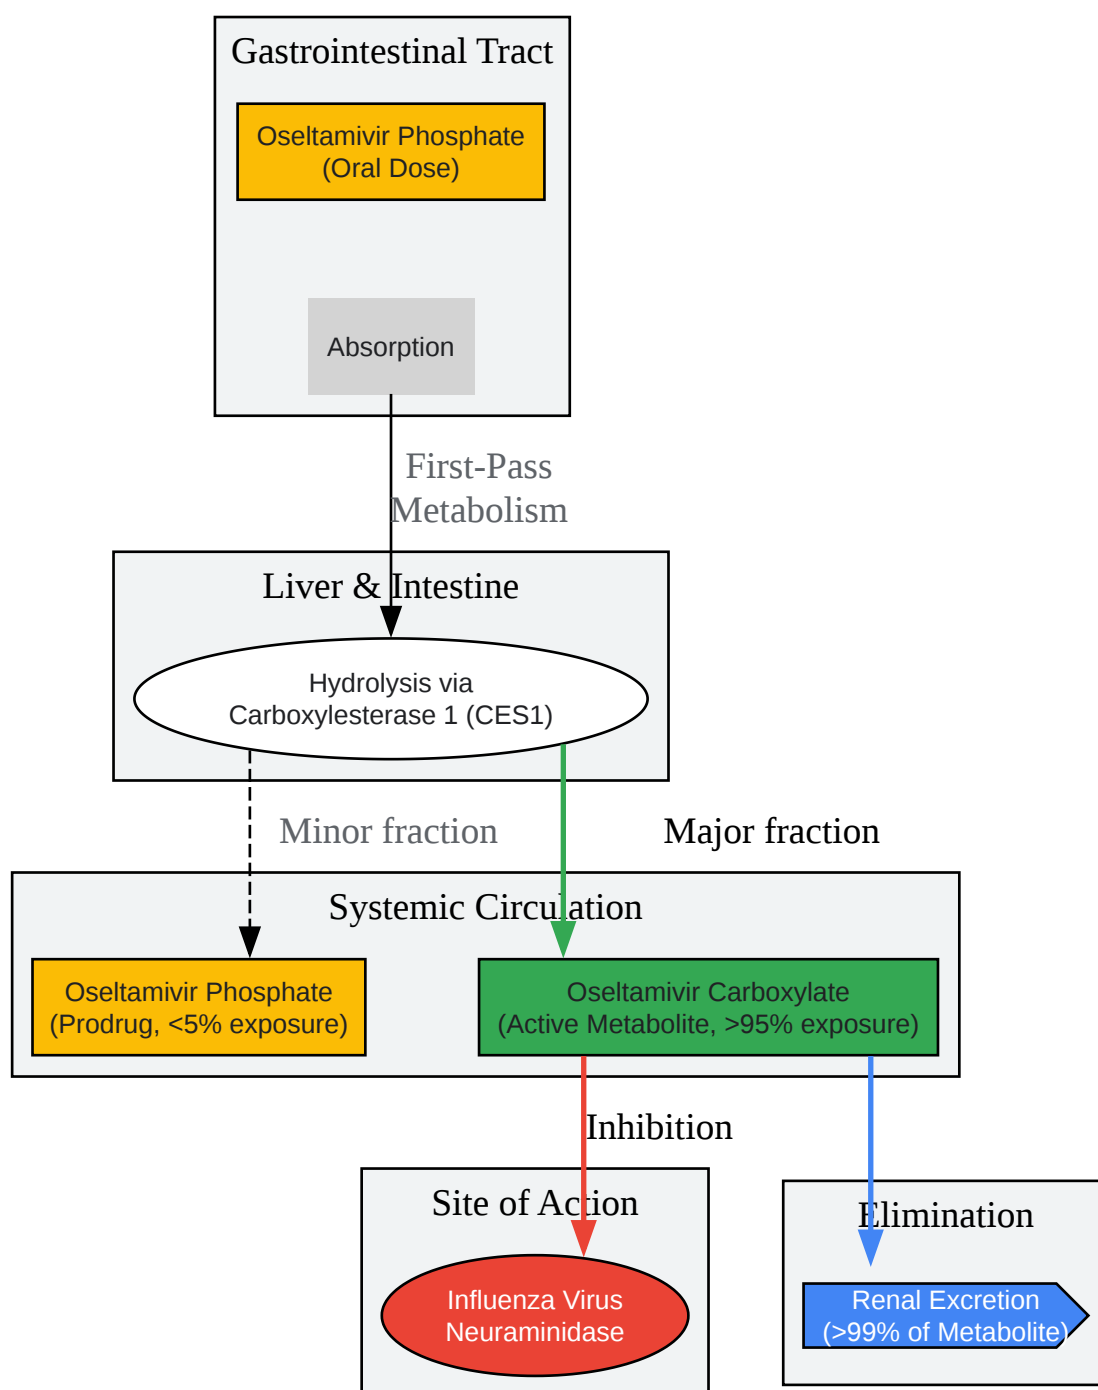 Gastrointestinal Tract
Oseltamivir Phosphate
(Oral Dose)
Absorption
First-Pass
Metabolism
Liver & Intestine
Hydrolysis via
Carboxylesterase 1 (CES1)
Minor fraction
Major fraction
Systemic Circulation
Oseltamivir Phosphate
(Prodrug, <5% exposure)
Oseltamivir Carboxylate
(Active Metabolite, >95% exposure)
Inhibition
Site of Action
Influenza Virus
Neuraminidase
Elimination
Renal Excretion
(>99% of Metabolite)